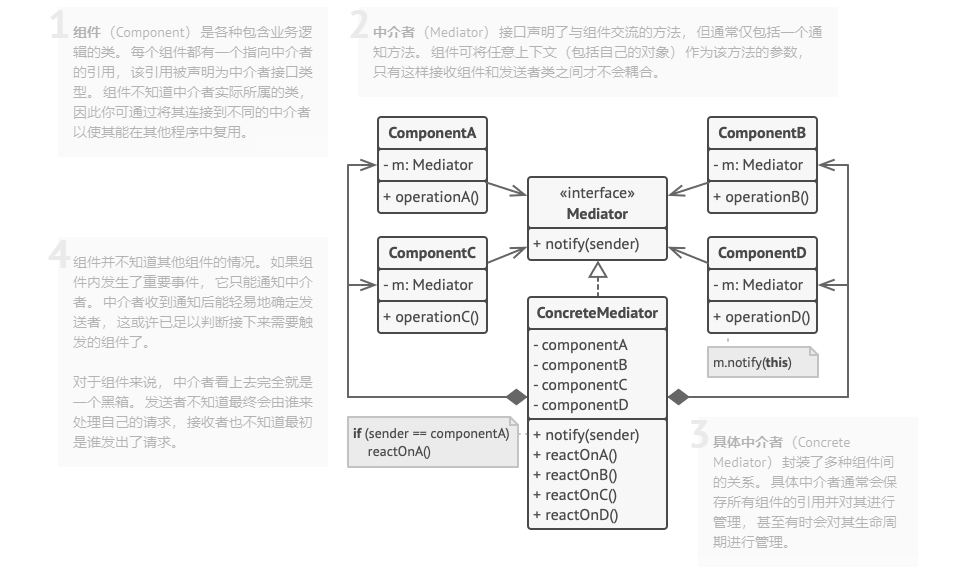 1
组件（Component）是各种包含业务逻
辑的类。 每个组件都有一个指向中介者
的引用， 该引用被声明为中介者接口类
型。 组件不知道中介者实际所属的类，
因此你可通过将其连接到不同的中介者
以使其能在其他程序中复用。
2
中介者（Mediator）接口声明了与组件交流的方法， 但通常仅包括一个通
知方法。 组件可将任意上下文（包括自己的对象）作为该方法的参数，
只有这样接收组件和发送者类之间才不会耦合。
ComponentA
- m: Mediator
+ operationA()
ComponentB
- m: Mediator
+ operationB()
«interface»
Mediator
+ notify(sender)
4
组件并不知道其他组件的情况。 如果组
件内发生了重要事件， 它只能通知中介
者。 中介者收到通知后能轻易地确定发
送者， 这或许已足以判断接下来需要触
发的组件了。
对于组件来说， 中介者看上去完全就是
一个黑箱。 发送者不知道最终会由谁来
处理自己的请求， 接收者也不知道最初
是谁发出了请求。
ComponentC
- m: Mediator
+ operationC()
ComponentD
- m: Mediator
+ operationD()
m.notify(this)
ConcreteMediator
- componentA
- componentB
- componentC
- componentD
+ notify(sender)
+ reactOnA()
+ reactOnB()
+ reactOnC()
+ reactOnD()
if (sender == componentA)
reactOnA()
3
具体中介者（Concrete
Mediator）封装了多种组件间
的关系。 具体中介者通常会保
存所有组件的引用并对其进行
管理， 甚至有时会对其生命周
期进行管理。